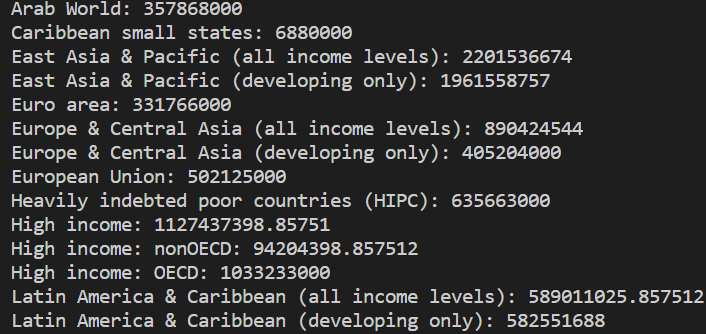 Arab World: 357868000
Caribbean small states: 6880000
East Asia & Pacific (all income levels): 2201536674
East Asia & Pacific (developing only): 1961558757
Euro area: 331766000
Europe & Central Asia (all income levels): 890424544
Europe & Central Asia (developing only): 405204000
European Union: 502125000
Heavily indebted poor countries (HIPC): 635663000
High income: 1127437398.85751
High income: nonOECD: 94204398.857512
High income: OECD: 1033233000
Latin America & Caribbean (all income levels): 589011025.857512
Latin America & Caribbean (developing only): 582551688